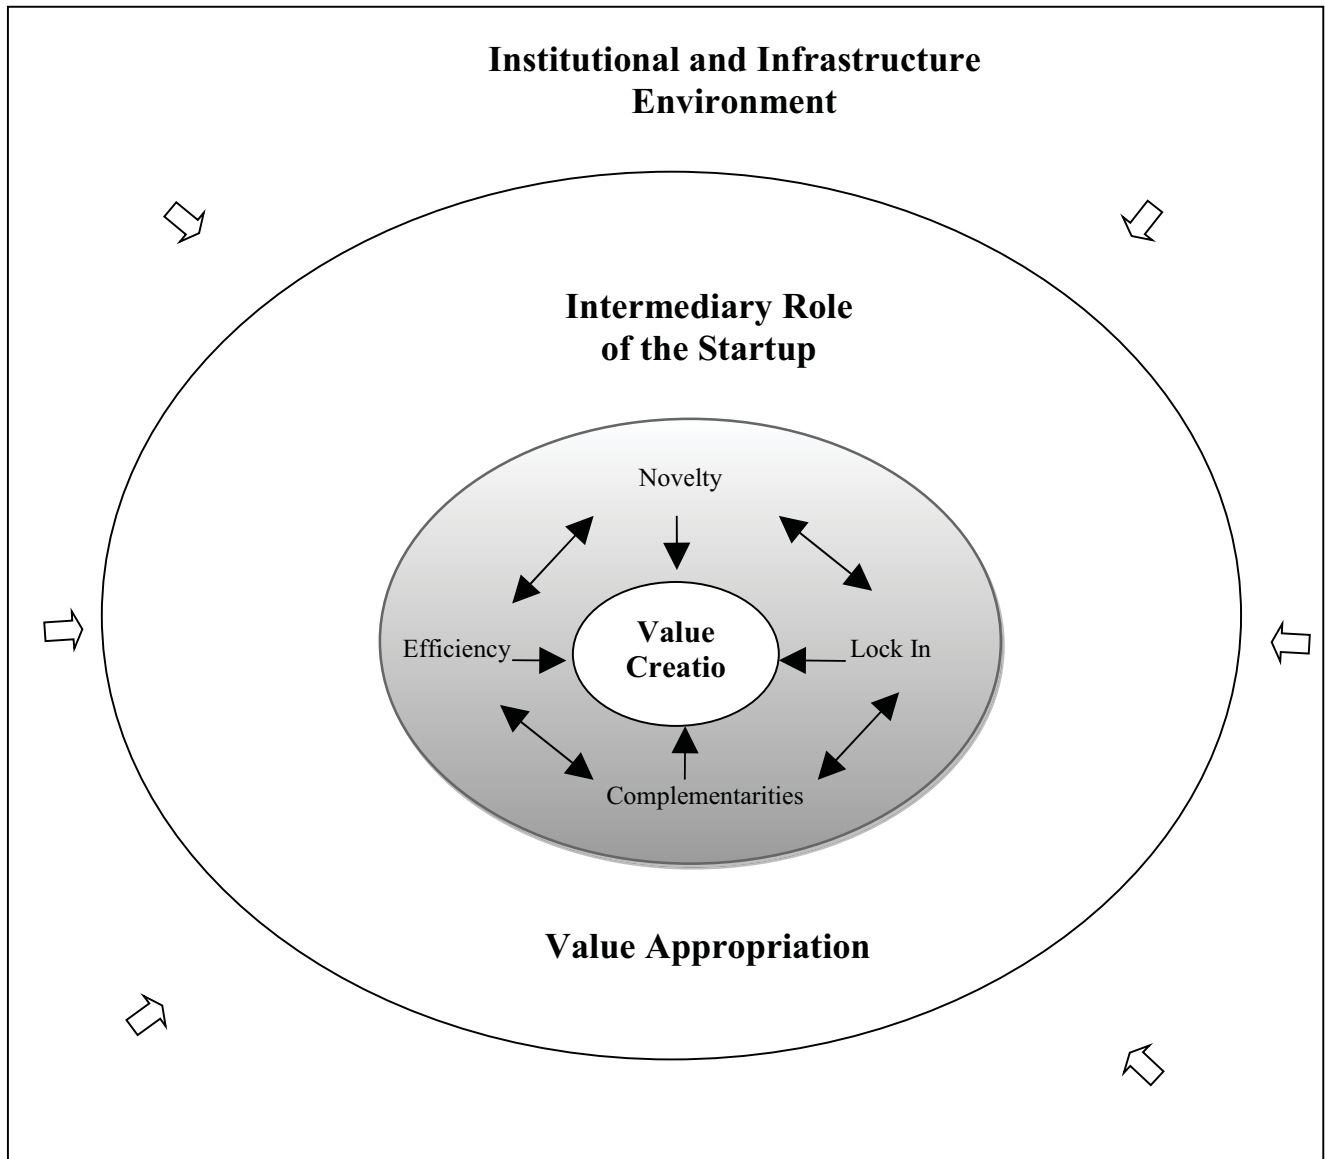 Institutional and Infrastructure
Environment
Intermediary Role
of the Startup
Novelty
Efficiency
Value
Creatio
Lock In
Complementarities
Value Appropriation